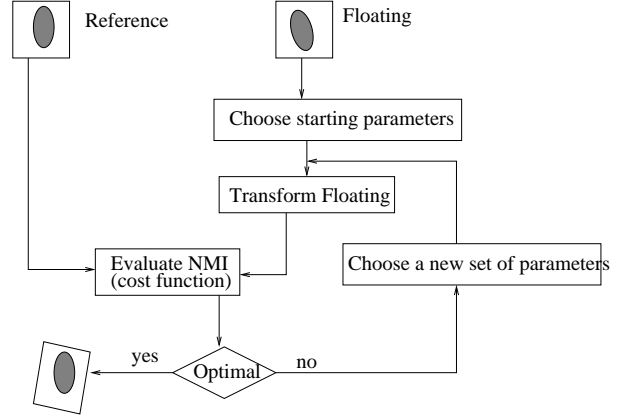 Reference
Floating
Choose starting parameters
Transform Floating
Evaluate NMI
(cost function)
Choose a new set of parameters
yes
Optimal
no